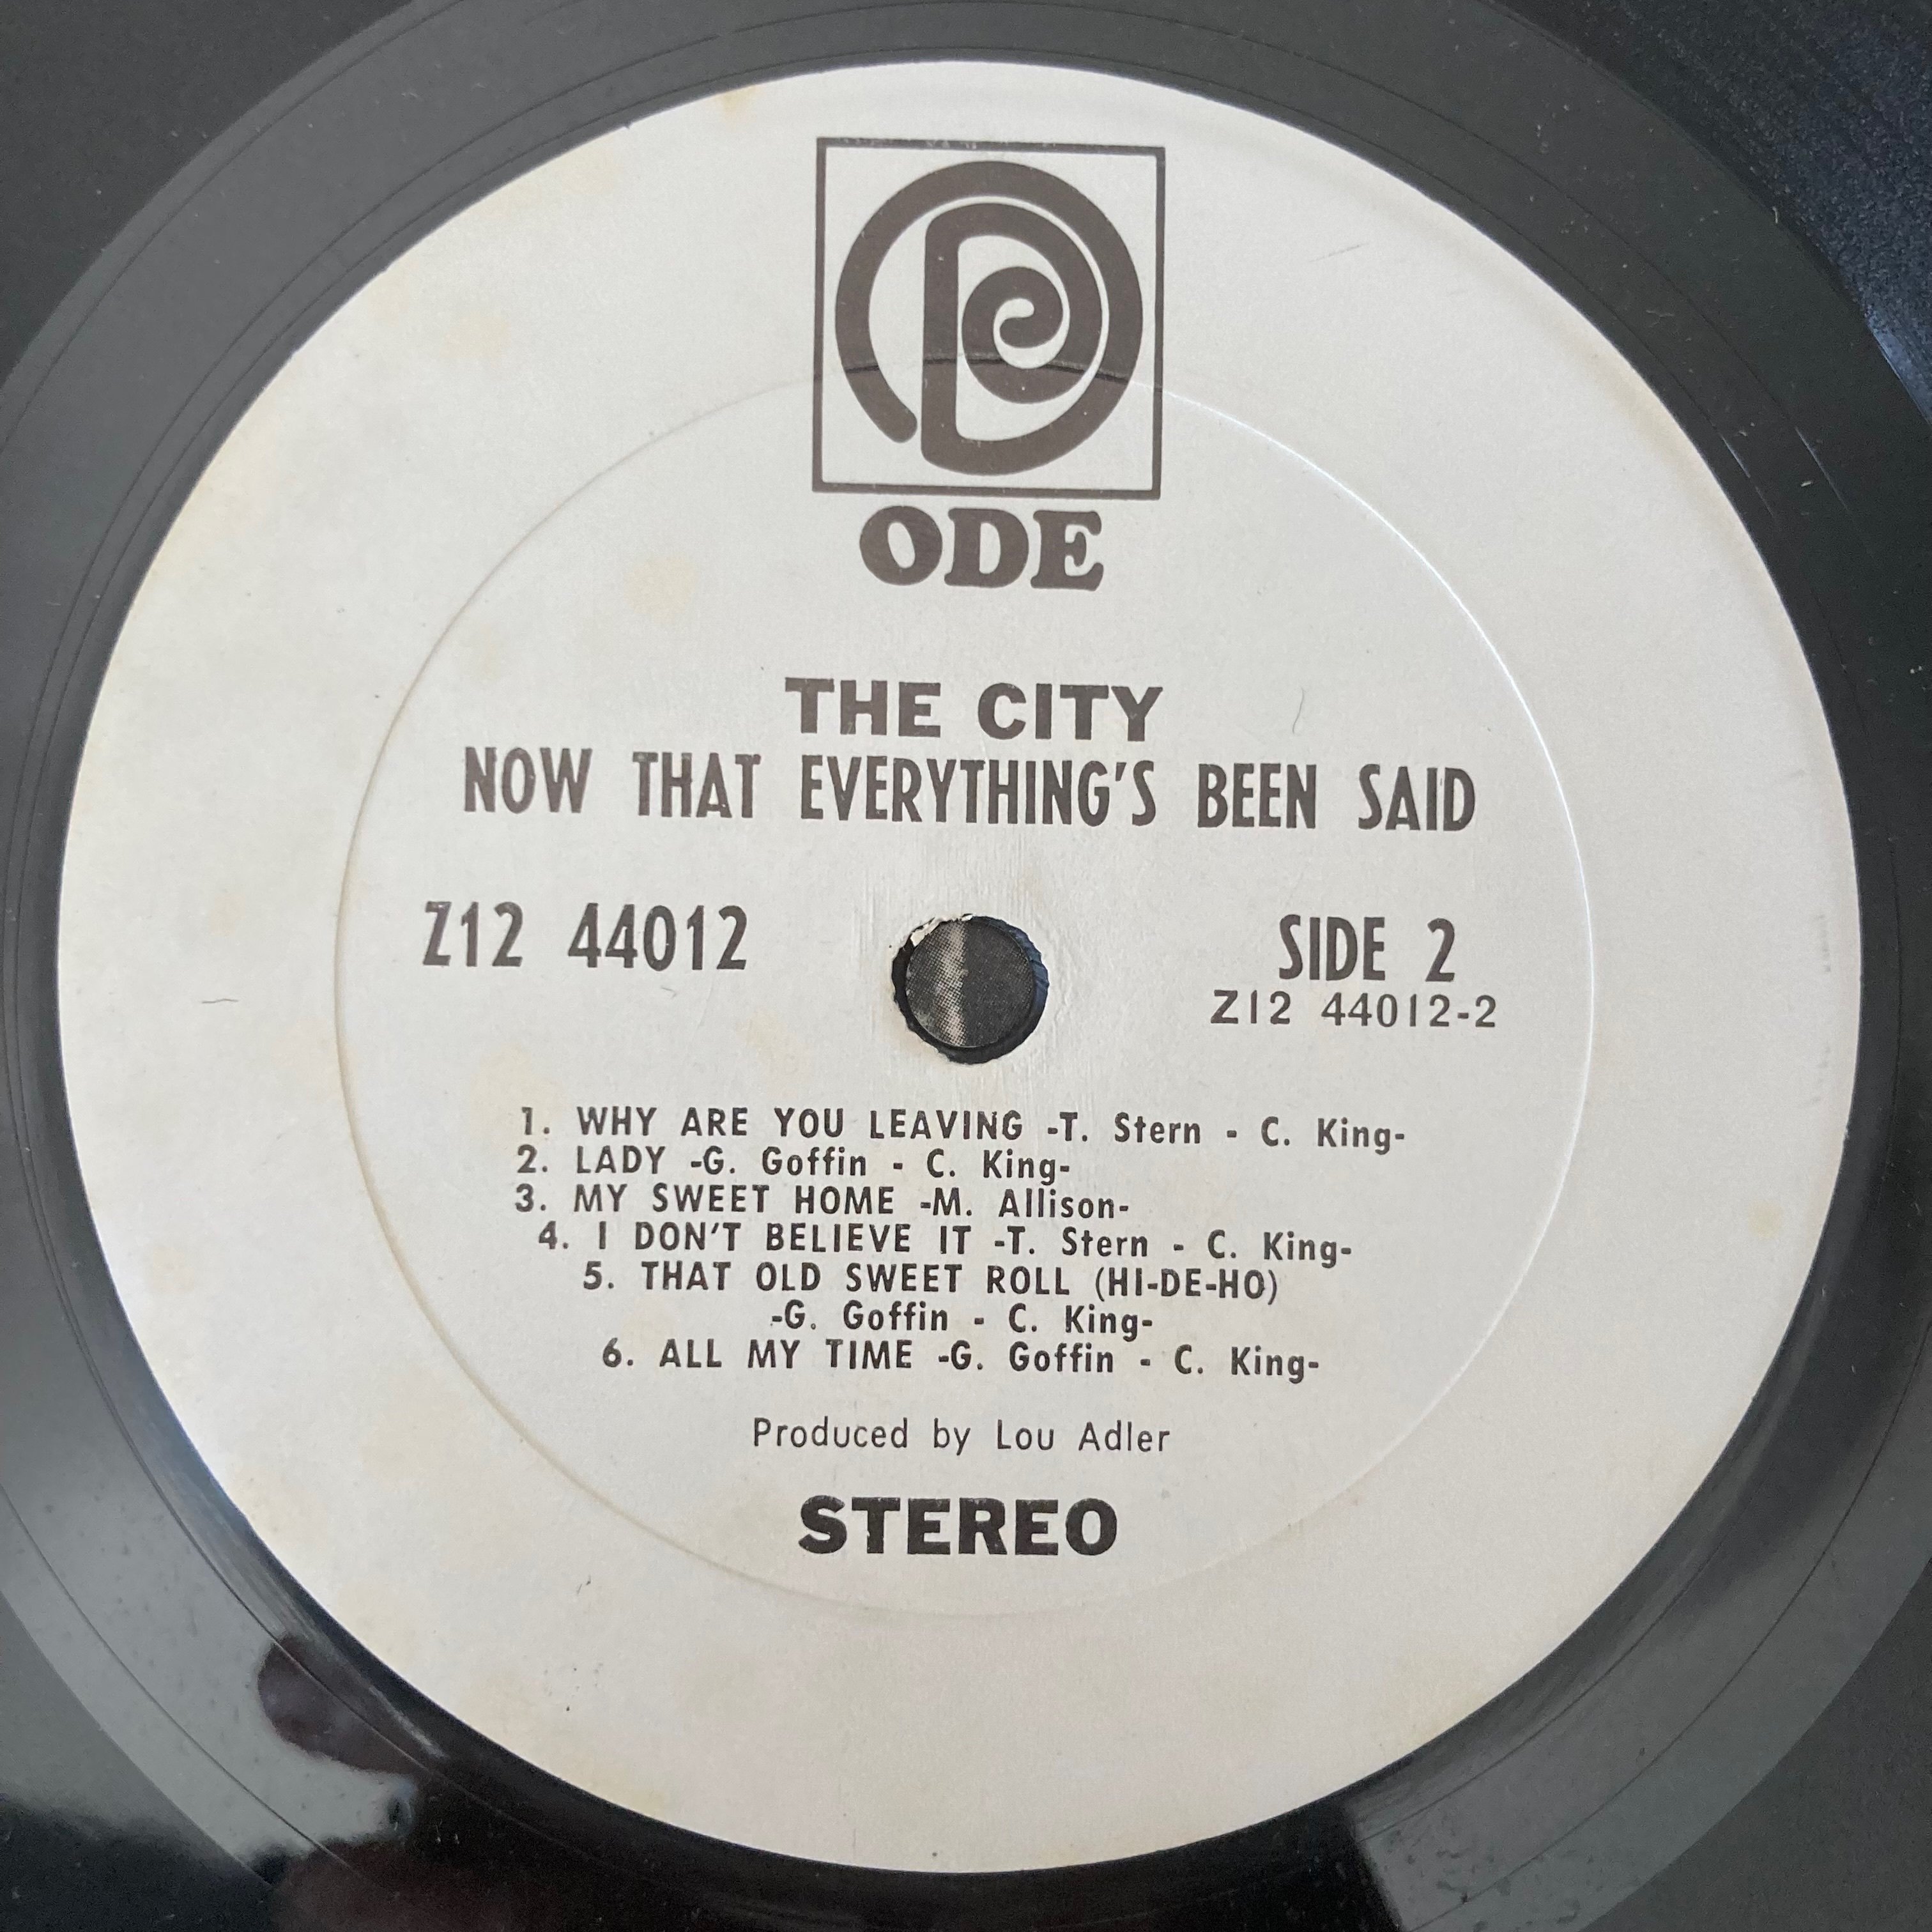 ODE
THE CITY
NOW THAT EVERYTHING'S BEEN SAID
Z12 44012
SIDE 2
Z12 44012-2
1. WHY ARE YOU LEAVING -T. Stern - C. King-
2. LADY -G. Goffin - C. King-
3. MY SWEET HOME -M. Allison-
4. I DON'T BELIEVE IT -T. Stern - C. King-
5. THAT OLD SWEET ROLL (HI-DE-HO)
-G. Goffin - C. King-
6. ALL MY TIME -G. Goffin - C. King-
Produced by Lou Adler
STEREO